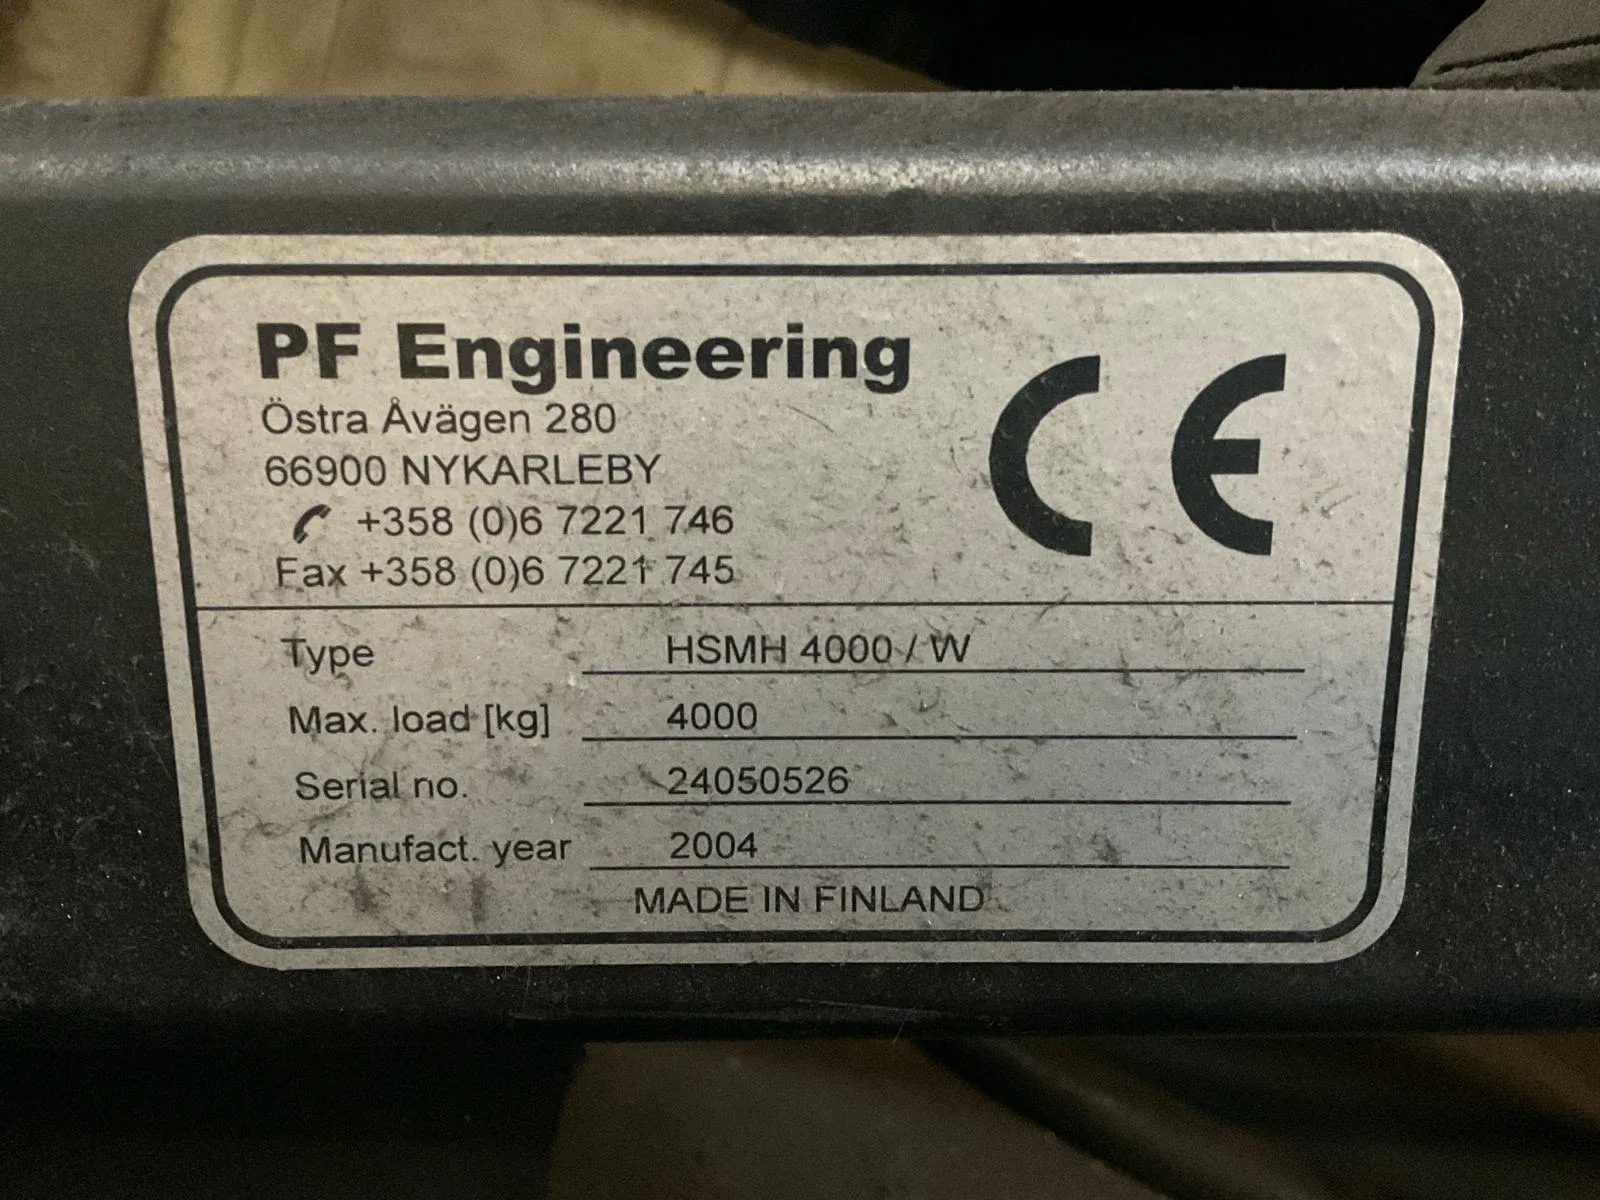 PF Engineering
Östra Åvägen 280
66900 NYKARLEBY
+358 (0)6 7221 746
Fax +358 (0)6 7221 745
CE
Type HSMH 4000 / W
Max. load [kg] 4000
Serial no. 24050526
Manufact. year 2004
MADE IN FINLAND